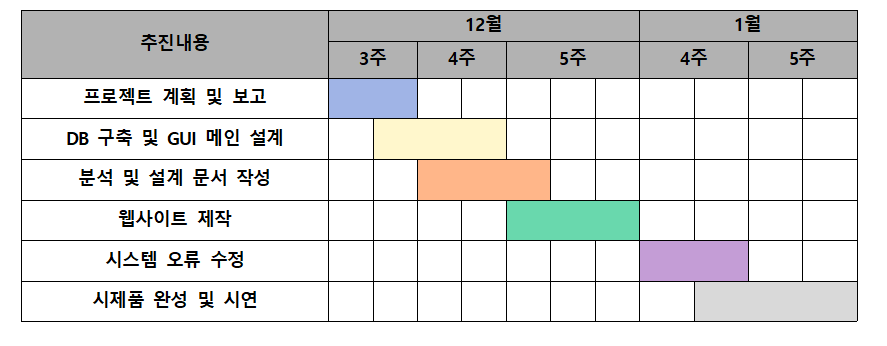 추진내용
12월
1월
3주
4주
5주
4주
5주
프로젝트 계획 및 보고
DB 구축 및 GUI 메인 설계
분석 및 설계 문서 작성
웹사이트 제작
시스템 오류 수정
시제품 완성 및 시연